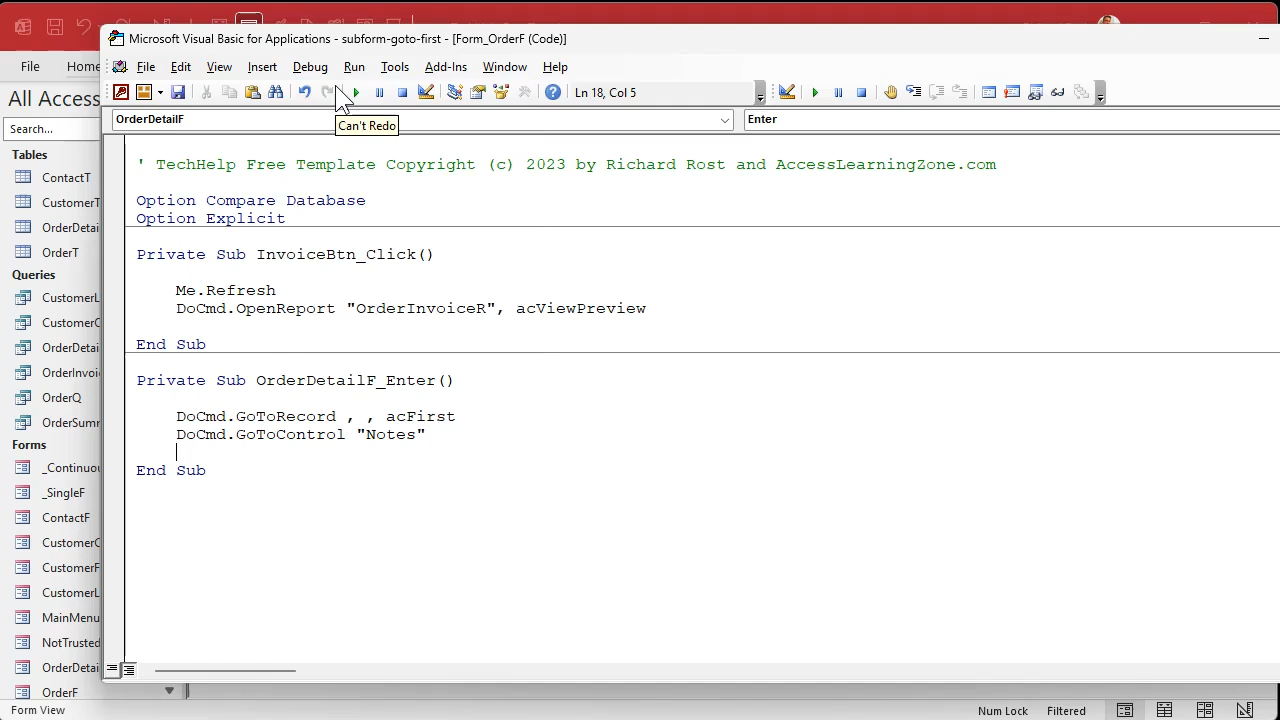 Microsoft Visual Basic for Applications - subform-goto-first - [Form_OrderF (Code)]
File
Home
File Edit View Insert Debug Run Tools Add-Ins Window Help
All Access
Ln 18, Col 5
OrderDetailF
Enter
Can't Redo
Search...
Tables
ContactT
CustomerT
OrderDetai
OrderT
Queries
CustomerL
CustomerC
OrderDetai
OrderInvoi
OrderQ
OrderSumm
Forms
_Continuou
_SingleF
ContactF
CustomerC
CustomerF
CustomerL
MainMenu
NotTrusted
OrderDetai
OrderF
' TechHelp Free Template Copyright (c) 2023 by Richard Rost and AccessLearningZone.com
Option Compare Database
Option Explicit
Private Sub InvoiceBtn_Click()
Me.Refresh
DoCmd.OpenReport "OrderInvoiceR", acViewPreview
End Sub
Private Sub OrderDetailF_Enter()
DoCmd.GoToRecord , , acFirst
DoCmd.GoToControl "Notes"
End Sub
Form View
Num Lock
Filtered